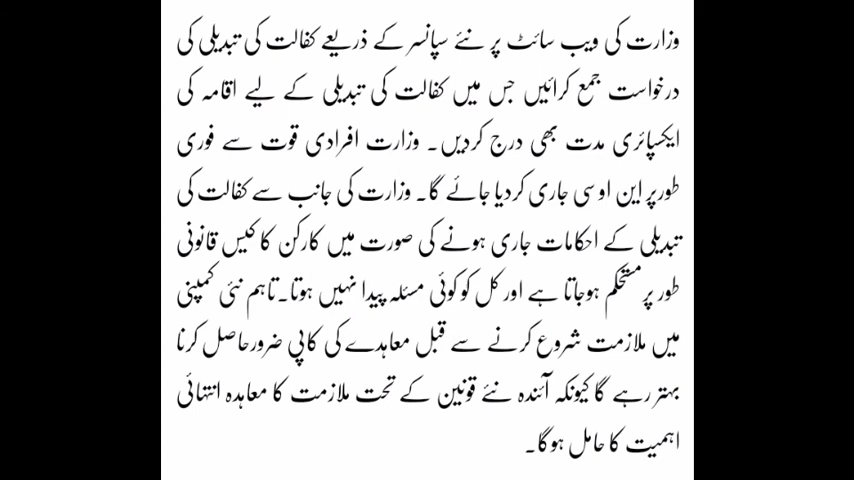 وزارت کی ویب سائٹ پر نئے سپانسر کے ذریعے کفالت کی تبدیلی کی
درخواست جمع کرائیں جس میں کفالت کی تبدیلی کے لیے اقامہ کی
ایکسپائری مدت بھی درج کردیں۔ وزارت افرادی قوت سے فوری
طورپر این او سی جاری کردیا جائے گا۔ وزارت کی جانب سے کفالت کی
تبدیلی کے احکامات جاری ہونے کی صورت میں کارکن کا کیس قانونی
طور پر مستحکم ہوجاتا ہے اور کل کو کوئی مسئلہ پیدا نہیں ہوتا۔تاہم نئی کمپنی
میں ملازمت شروع کرنے سے قبل معاہدے کی کاپی ضرورحاصل کرنا
بہتر رہے گا کیونکہ آئندہ نئے قونین کے تحت ملازمت کا معاہدہ انتہائی
اہمیت کا حامل ہوگا۔